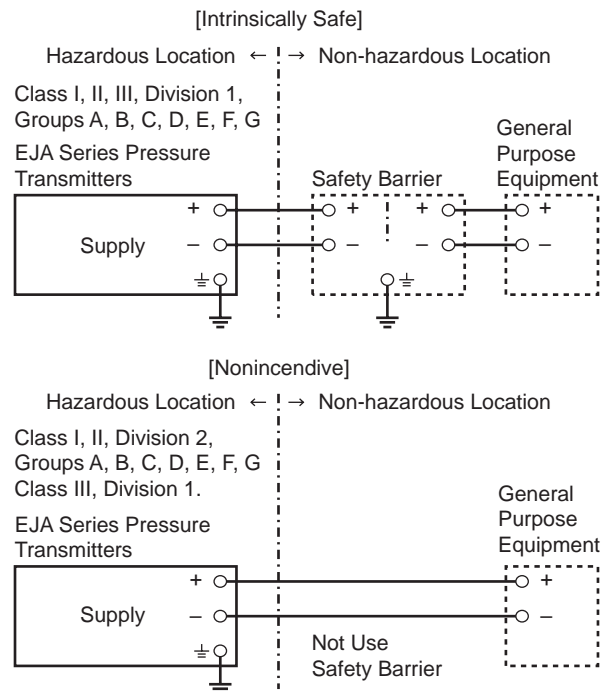 [Intrinsically Safe]
Hazardous Location ← → Non-hazardous Location
Class I, II, III, Division 1,
Groups A, B, C, D, E, F, G
EJA Series Pressure
Transmitters
Safety Barrier
General
Purpose
Equipment
+ + + +
Supply – – – –
[Nonincendive]
Hazardous Location ← → Non-hazardous Location
Class I, II, Division 2,
Groups A, B, C, D, E, F, G
Class III, Division 1.
EJA Series Pressure
Transmitters
General
Purpose
Equipment
+ +
Supply – –
Not Use
Safety Barrier